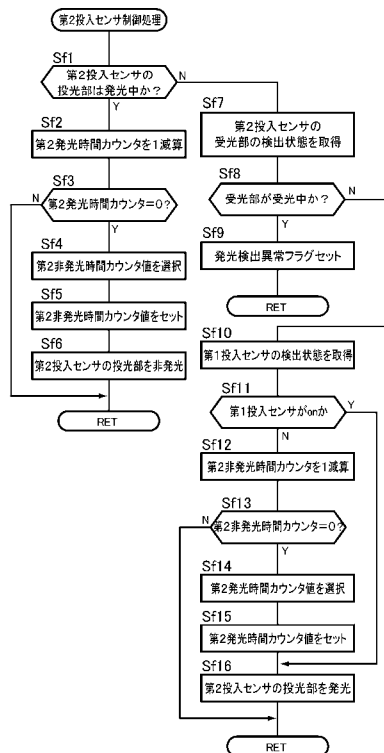 第2投入センサ制御処理
Sf1
第2投入センサの
投光部は発光中か?
N
Y
Sf2
第2発光時間カウンタを1減算
Sf3
N
第2発光時間カウンタ=0?
Y
Sf4
第2非発光時間カウンタ値を選択
Sf5
第2非発光時間カウンタ値をセット
Sf6
第2投入センサの投光部を非発光
RET
Sf7
第2投入センサの
受光部の検出状態を取得
Sf8
受光部が受光中か?
N
Y
Sf9
発光検出異常フラグセット
RET
Sf10
第1投入センサの検出状態を取得
Sf11
第1投入センサがonか
Y
N
Sf12
第2非発光時間カウンタを1減算
Sf13
N
第2非発光時間カウンタ=0?
Y
Sf14
第2発光時間カウンタ値を選択
Sf15
第2発光時間カウンタ値をセット
Sf16
第2投入センサの投光部を発光
RET